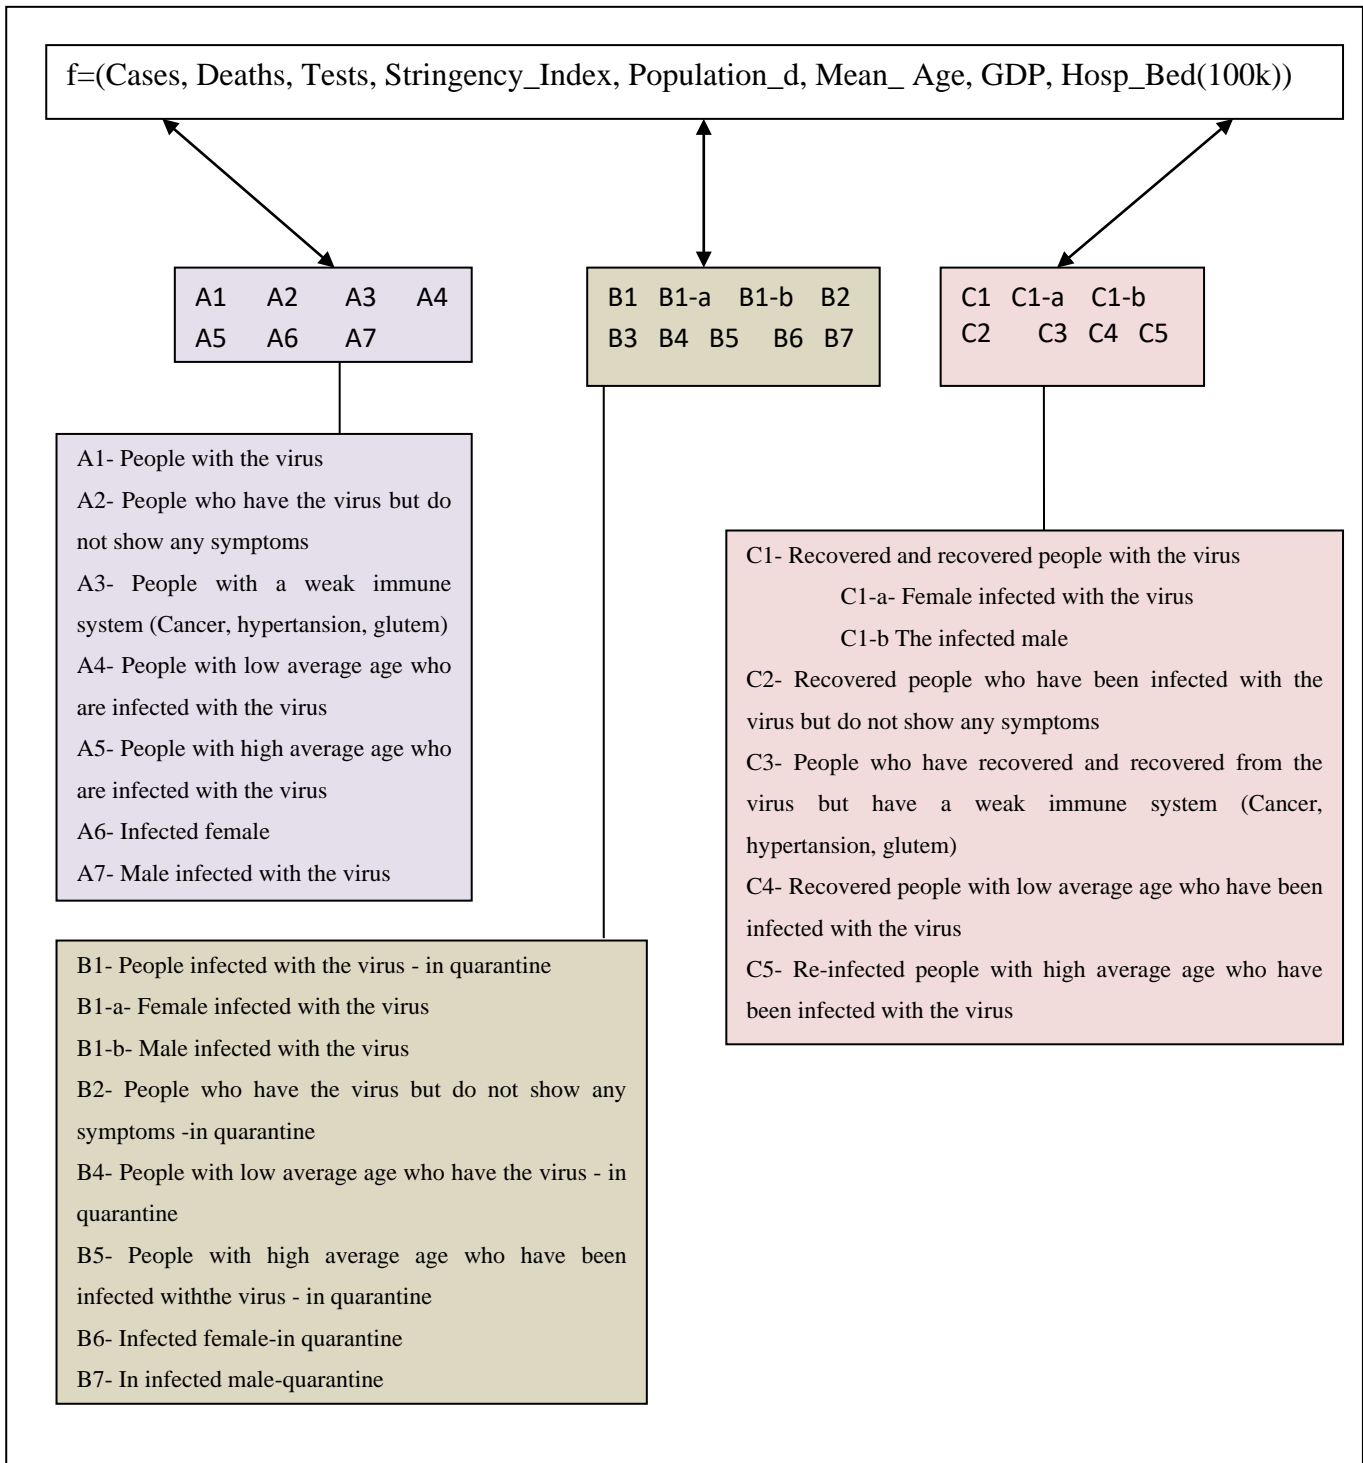 f=(Cases, Deaths, Tests, Stringency_Index, Population_d, Mean_ Age, GDP, Hosp_Bed(100k))
A1 A2 A3 A4
A5 A6 A7
B1 B1-a B1-b B2
B3 B4 B5 B6 B7
C1 C1-a C1-b
C2 C3 C4 C5
A1- People with the virus
A2- People who have the virus but do
not show any symptoms
A3- People with a weak immune
system (Cancer, hypertansion, glutem)
A4- People with low average age who
are infected with the virus
A5- People with high average age who
are infected with the virus
A6- Infected female
A7- Male infected with the virus
B1- People infected with the virus - in quarantine
B1-a- Female infected with the virus
B1-b- Male infected with the virus
B2- People who have the virus but do not show any
symptoms -in quarantine
B4- People with low average age who have the virus - in
quarantine
B5- People with high average age who have been
infected withthe virus - in quarantine
B6- Infected female-in quarantine
B7- In infected male-quarantine
C1- Recovered and recovered people with the virus
C1-a- Female infected with the virus
C1-b The infected male
C2- Recovered people who have been infected with the
virus but do not show any symptoms
C3- People who have recovered and recovered from the
virus but have a weak immune system (Cancer,
hypertansion, glutem)
C4- Recovered people with low average age who have been
infected with the virus
C5- Re-infected people with high average age who have
been infected with the virus